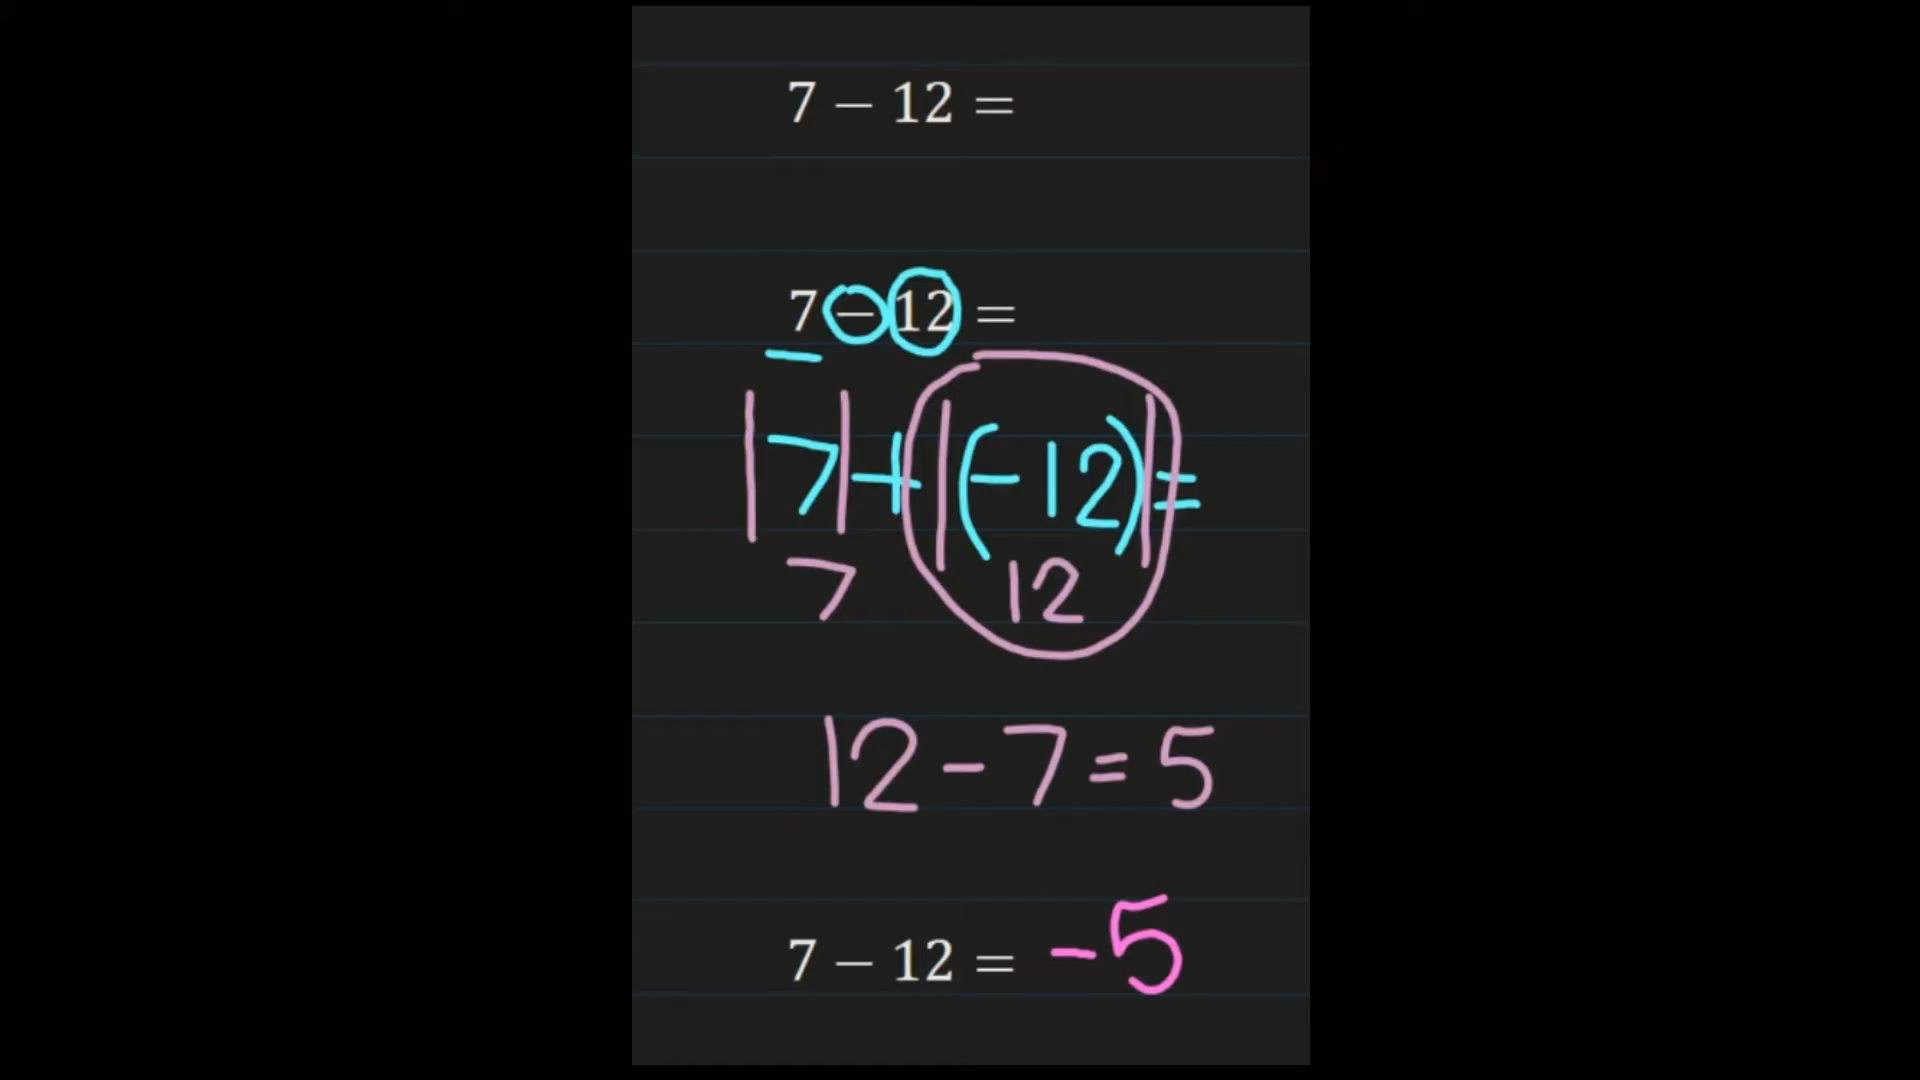 7 − 12 =
7 − 12 =
|7| + |(−12)| =
7 12
12 − 7 = 5
7 − 12 = −5